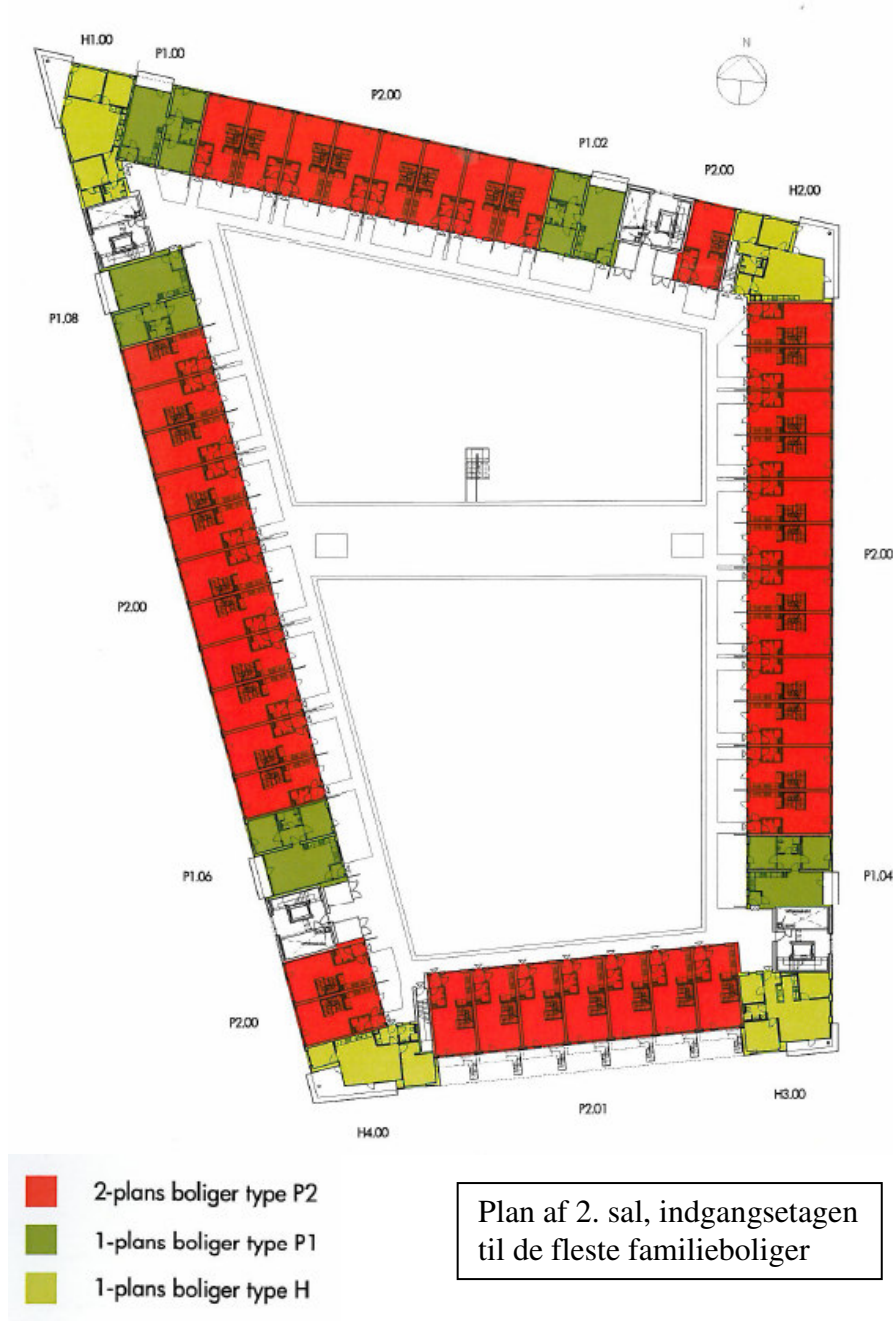 N
H1.00
P1.00
P2.00
P1.02
P2.00
H2.00
P1.08
P2.00
P2.00
P1.06
P1.04
P2.00
P2.01
H3.00
H4.00
2-plans boliger type P2
1-plans boliger type P1
1-plans boliger type H
Plan af 2. sal, indgangsetagen
til de fleste familieboliger